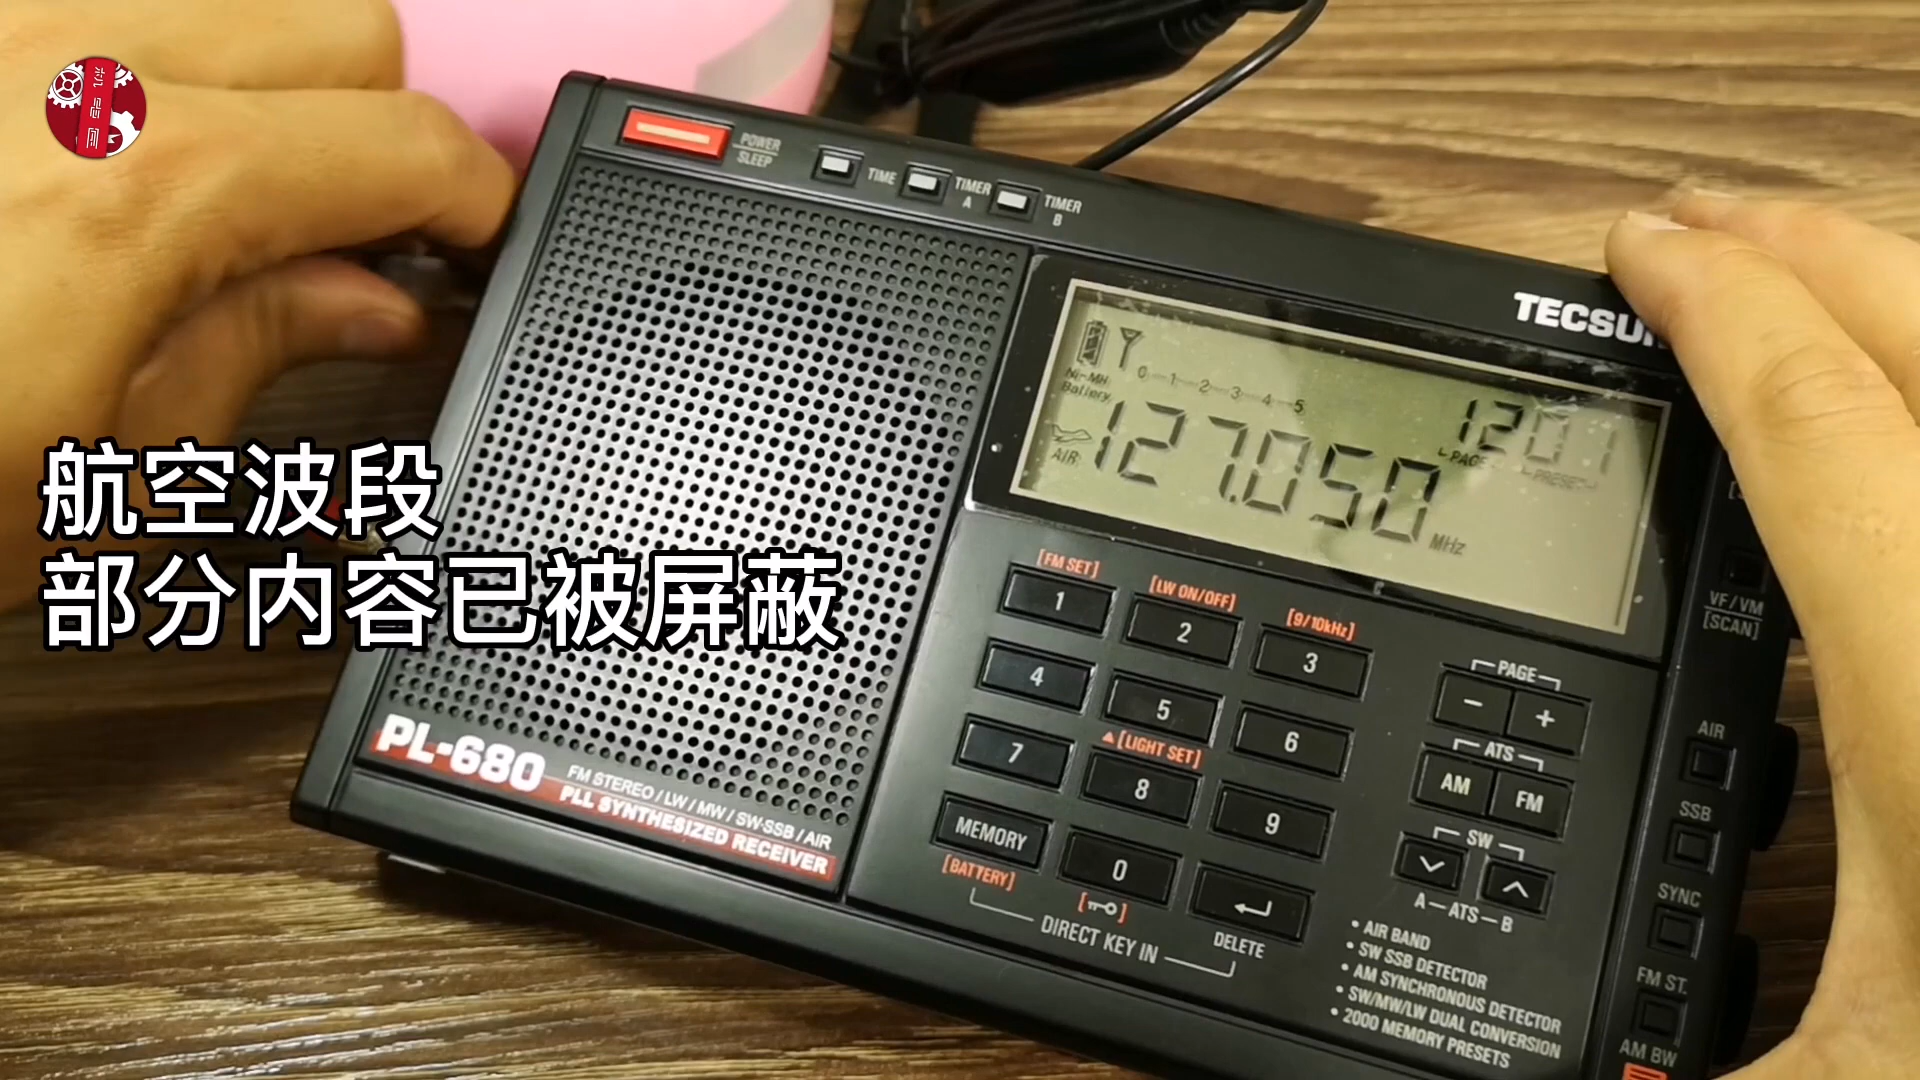 POWER
SLEEP
TIME
TIMER
A
TIMER
B
TECSUN
Ni-MH
Battery
0 1 2 3 4 5
AIR
127.050
MHz
120
PAGE
PRESET
航空波段
部分内容已被屏蔽
[FM SET]
[LW ON/OFF]
[9/10kHz]
1
2
3
4
5
6
▲[LIGHT SET]
7
8
9
MEMORY
0
[BATTERY]
DIRECT KEY IN
DELETE
PAGE
- +
ATS
AM FM
SW
A-ATS-B
VF/VM
[SCAN]
AIR
SSB
SYNC
FM ST.
AM BW
• AIR BAND
• SW SSB DETECTOR
• AM SYNCHRONOUS DETECTOR
• SW/MW/LW DUAL CONVERSION
• 2000 MEMORY PRESETS
PL-680
FM STEREO/LW/MW/SW-SSB/AIR
PLL SYNTHESIZED RECEIVER